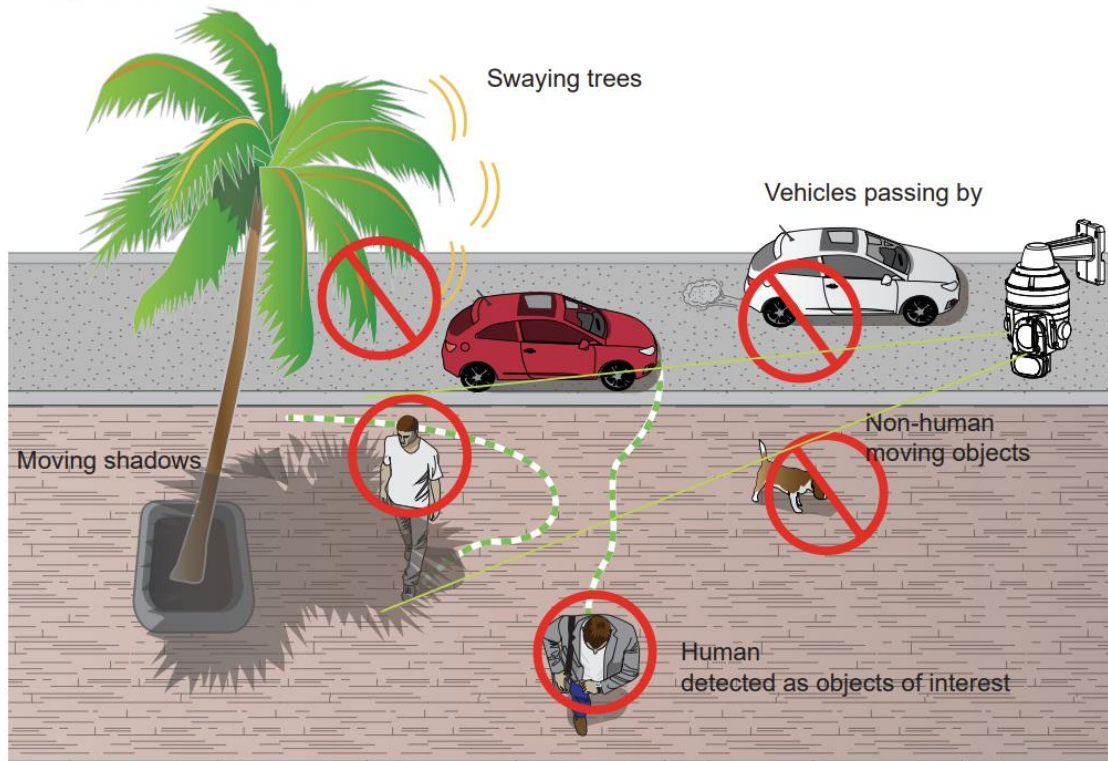 Swaying trees
Vehicles passing by
Non-human
moving objects
Moving shadows
Human
detected as objects of interest